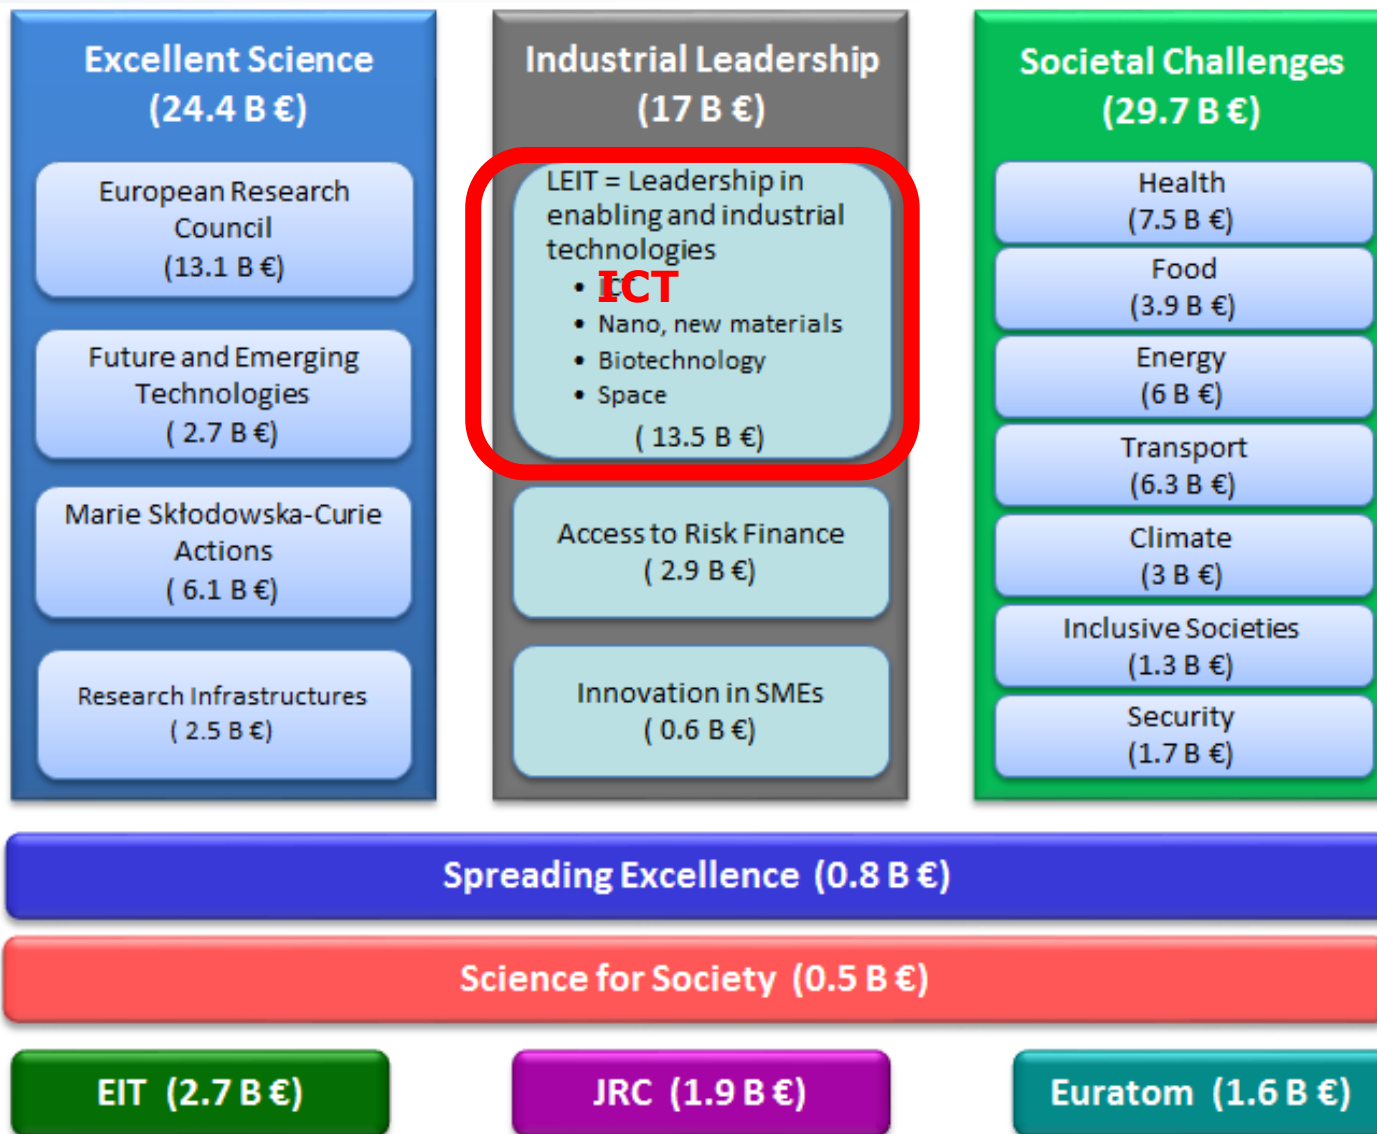 Excellent Science
(24.4 B €)
European Research
Council
(13.1 B €)
Future and Emerging
Technologies
( 2.7 B €)
Marie Skłodowska-Curie
Actions
( 6.1 B €)
Research Infrastructures
( 2.5 B €)
Industrial Leadership
(17 B €)
LEIT = Leadership in
enabling and industrial
technologies
• ICT
• Nano, new materials
• Biotechnology
• Space
( 13.5 B €)
Access to Risk Finance
( 2.9 B €)
Innovation in SMEs
( 0.6 B €)
Societal Challenges
(29.7 B €)
Health
(7.5 B €)
Food
(3.9 B €)
Energy
(6 B €)
Transport
(6.3 B €)
Climate
(3 B €)
Inclusive Societies
(1.3 B €)
Security
(1.7 B €)
Spreading Excellence (0.8 B €)
Science for Society (0.5 B €)
EIT (2.7 B €)
JRC (1.9 B €)
Euratom (1.6 B €)